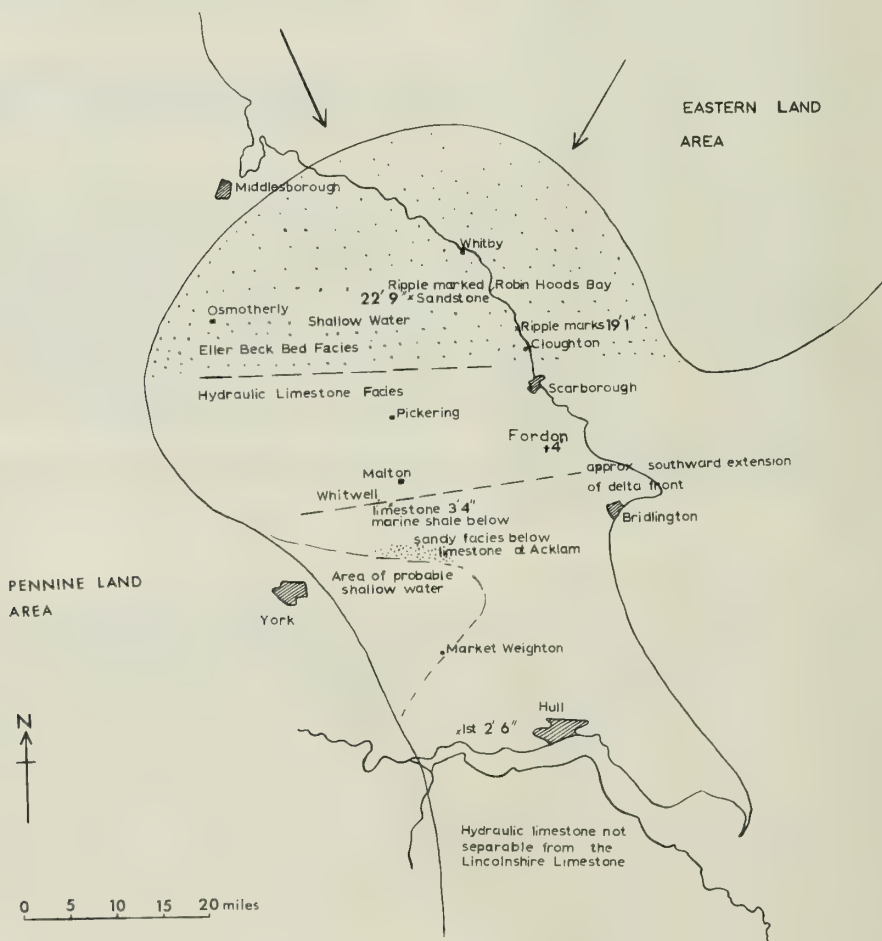 EASTERN LAND
AREA
Middlesborough
Whitby
Ripple marked Robin Hoods Bay
22' 9" x Sandstone
Osmotherly
Shallow Water
Ripple marks 19'1"
Cloughton
Eller Beck Bed Facies
Scarborough
Hydraulic Limestone Facies
Pickering
Fordon
+4'
approx southward extension
of delta front
Malton
Whitwell
limestone 3'4"
marine shale below
Bridlington
sandy facies below
limestone at Acklam
PENNINE LAND
AREA
Area of probable
shallow water
York
Market Weighton
N
Hull
x lst 2' 6"
Hydraulic limestone not
separable from the
Lincolnshire Limestone
0 5 10 15 20 miles